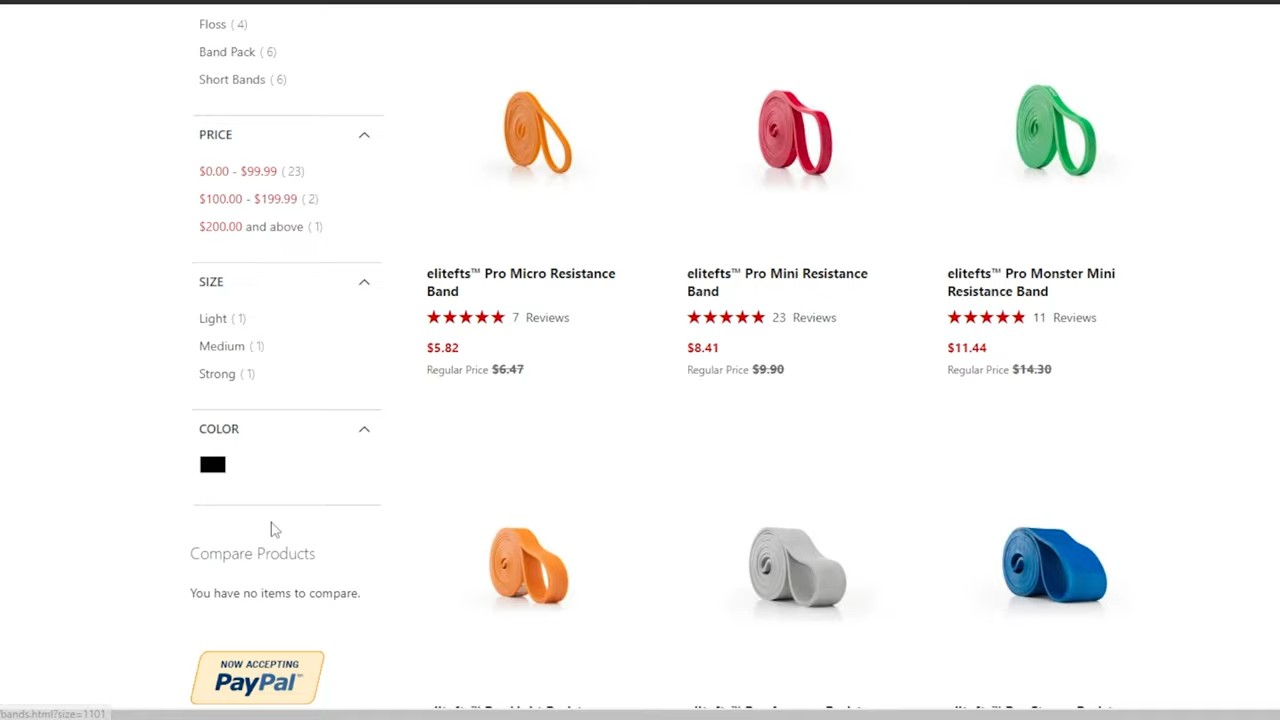 Floss ( 4)
Band Pack ( 6)
Short Bands ( 6)
PRICE
$0.00 - $99.99 ( 23)
$100.00 - $199.99 ( 2)
$200.00 and above ( 1)
SIZE
Light ( 1)
Medium ( 1)
Strong ( 1)
COLOR
Compare Products
You have no items to compare.
NOW ACCEPTING
PayPal™
elitefts™ Pro Micro Resistance
Band
7 Reviews
$5.82
Regular Price $6.47
elitefts™ Pro Mini Resistance
Band
23 Reviews
$8.41
Regular Price $9.90
elitefts™ Pro Monster Mini
Resistance Band
11 Reviews
$11.44
Regular Price $14.30
bands.html?size=1101